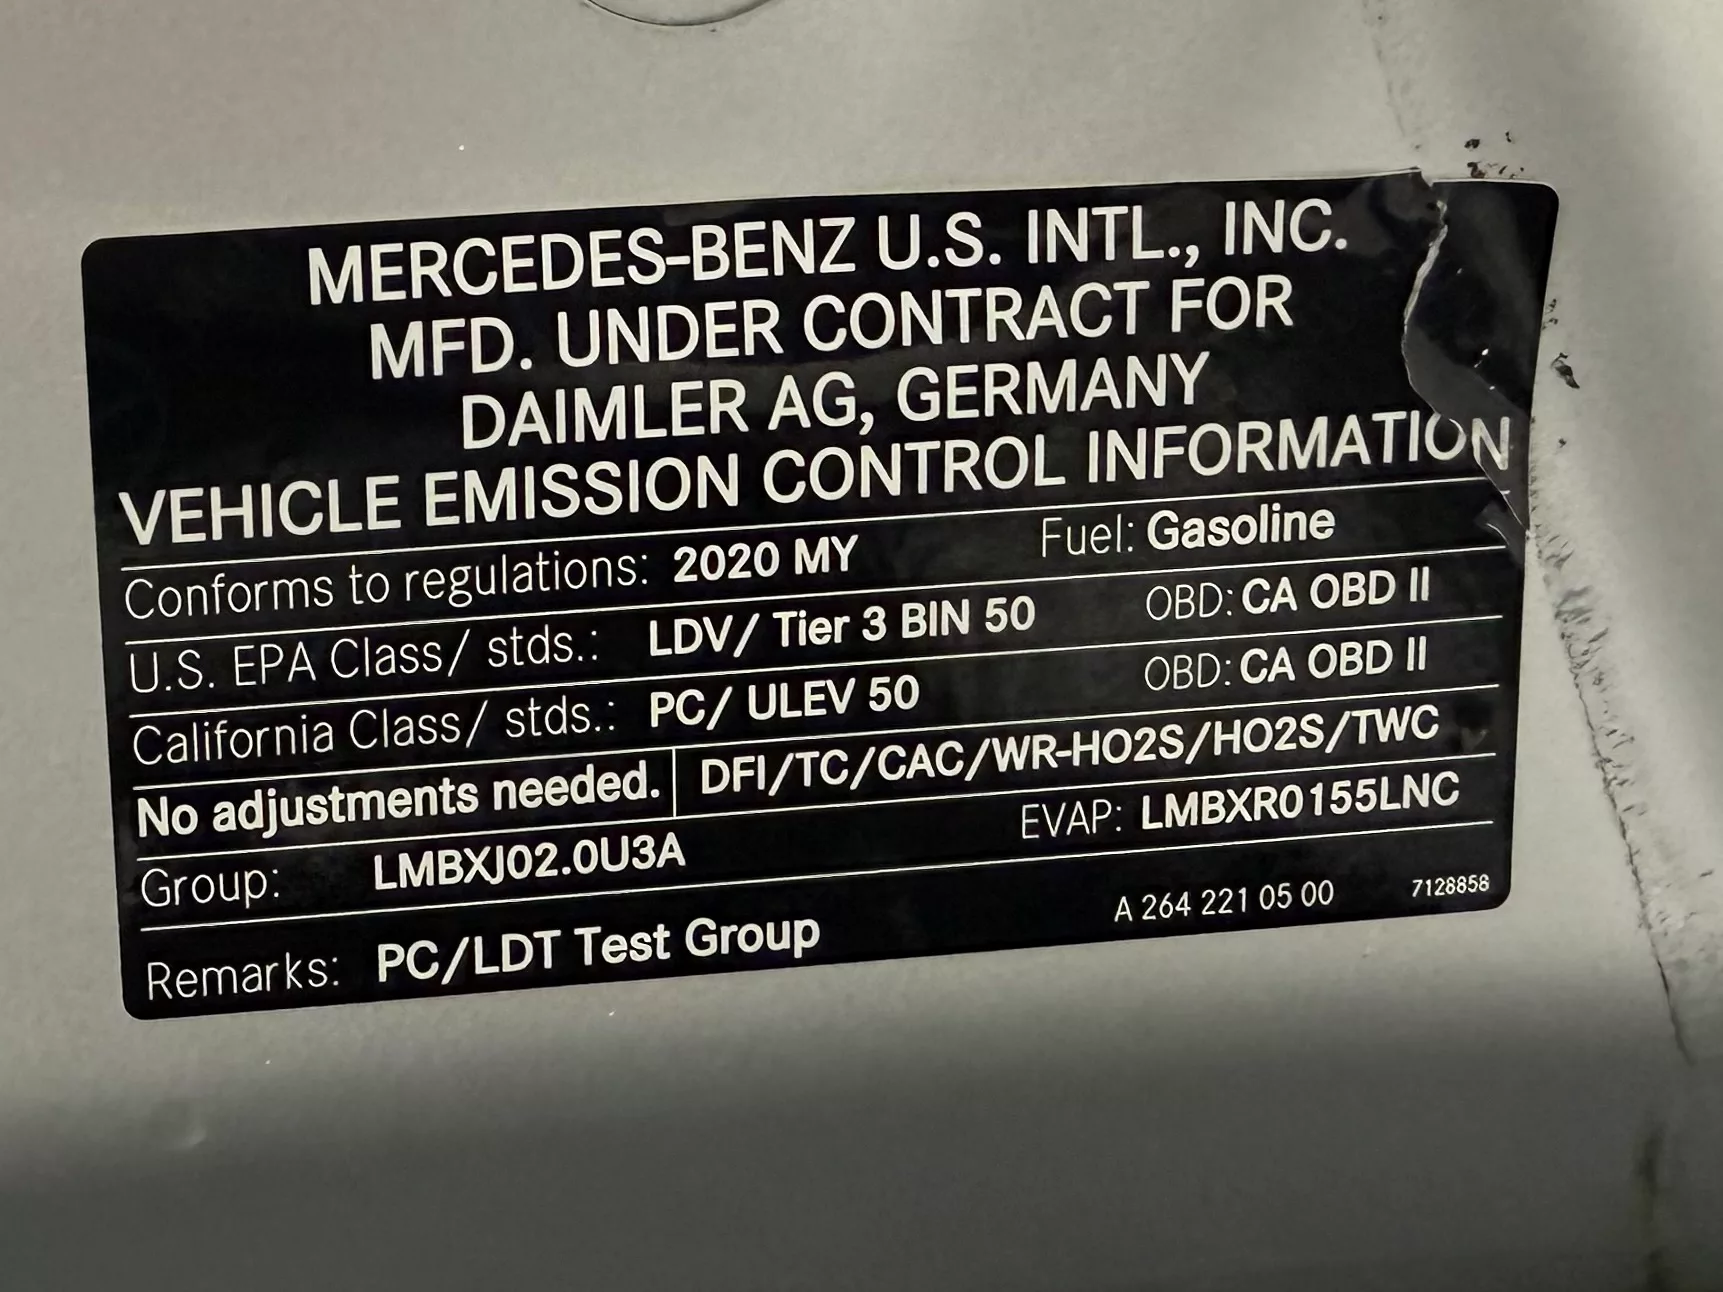 MERCEDES-BENZ U.S. INTL., INC.
MFD. UNDER CONTRACT FOR
DAIMLER AG, GERMANY
VEHICLE EMISSION CONTROL INFORMATION
Conforms to regulations: 2020 MY Fuel: Gasoline
U.S. EPA Class/ stds.: LDV/ Tier 3 BIN 50 OBD: CA OBD II
California Class/ stds.: PC/ ULEV 50 OBD: CA OBD II
No adjustments needed. DFI/TC/CAC/WR-HO2S/HO2S/TWC
Group: LMBXJ02.0U3A EVAP: LMBXR0155LNC
Remarks: PC/LDT Test Group A 264 221 05 00 7128858